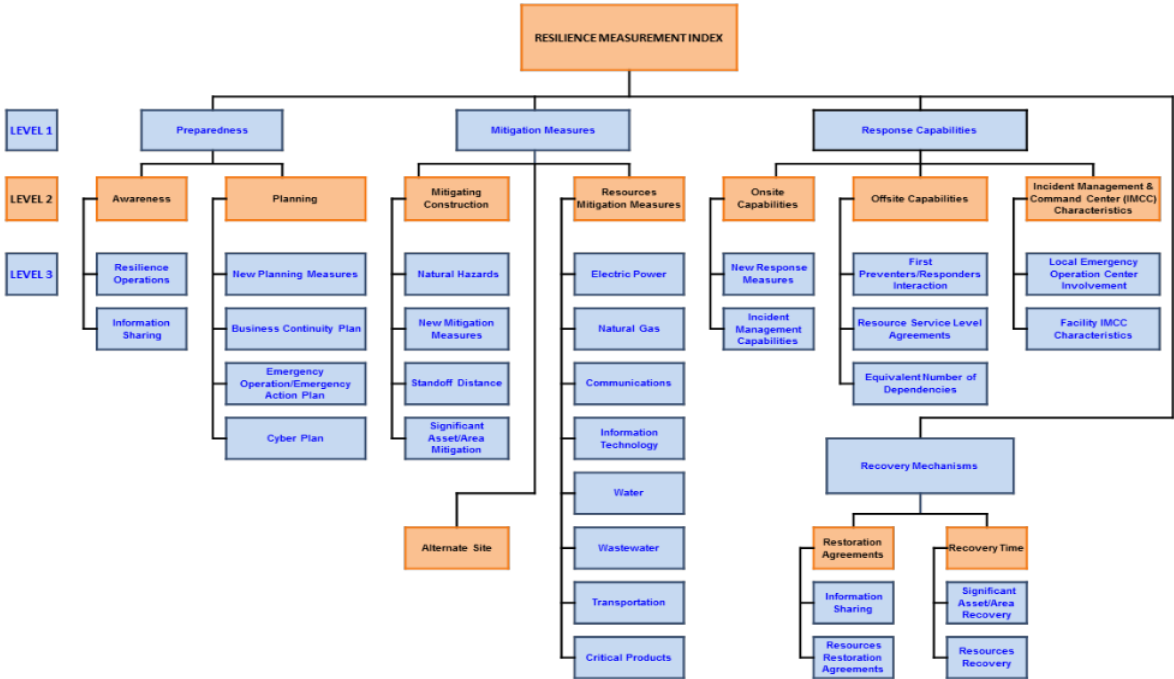 RESILIENCE MEASUREMENT INDEX
LEVEL 1
Preparedness
Mitigation Measures
Response Capabilities
LEVEL 2
Awareness
Planning
Mitigating
Construction
Resources
Mitigation Measures
Onsite
Capabilities
Offsite Capabilities
Incident Management &
Command Center (IMCC)
Characteristics
LEVEL 3
Resilience
Operations
Information
Sharing
New Planning Measures
Business Continuity Plan
Emergency
Operation/Emergency
Action Plan
Cyber Plan
Natural Hazards
New Mitigation
Measures
Standoff Distance
Significant
Asset/Area
Mitigation
Alternate Site
Electric Power
Natural Gas
Communications
Information
Technology
Water
Wastewater
Transportation
Critical Products
New Response
Measures
Incident
Management
Capabilities
First
Preventers/Responders
Interaction
Resource Service Level
Agreements
Equivalent Number of
Dependencies
Local Emergency
Operation Center
Involvement
Facility IMCC
Characteristics
Recovery Mechanisms
Restoration
Agreements
Recovery Time
Information
Sharing
Resources
Restoration
Agreements
Significant
Asset/Area
Recovery
Resources
Recovery